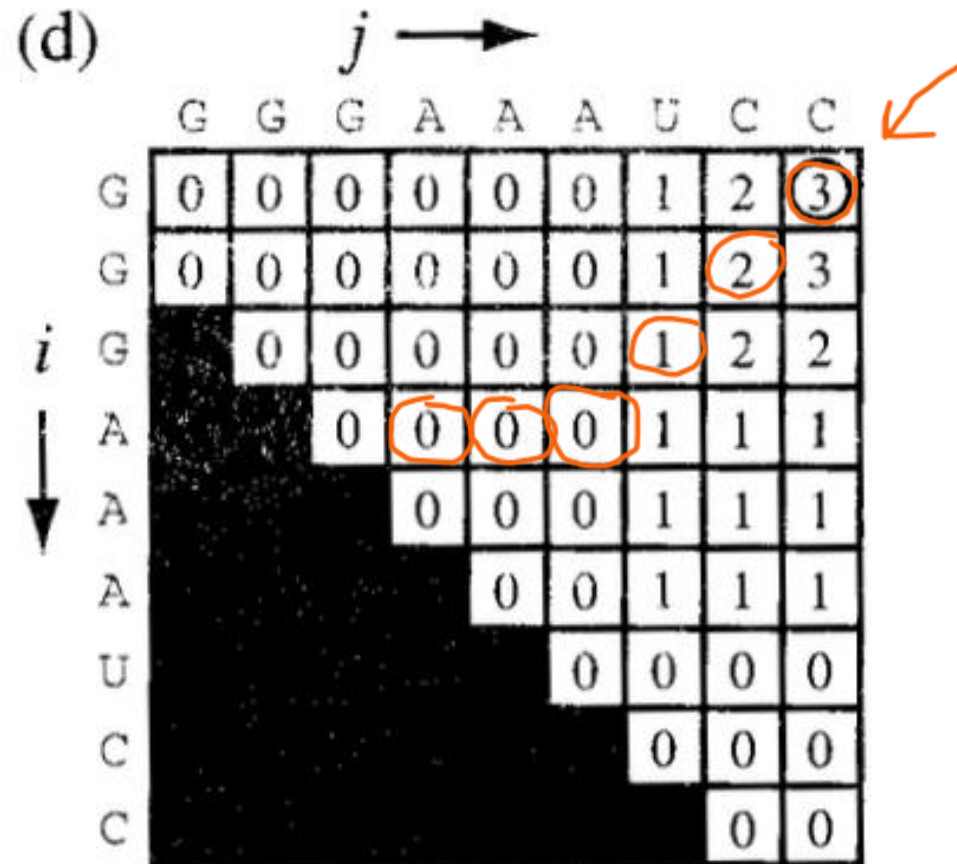 (d) j
G G G A A A U C C
G 0 0 0 0 0 0 1 2 3
G 0 0 0 0 0 0 1 2 3
i G 0 0 0 0 0 1 2 2
A 0 0 0 0 1 1 1
A 0 0 0 1 1 1
A 0 0 1 1 1
U 0 0 0 0
C 0 0 0
C 0 0